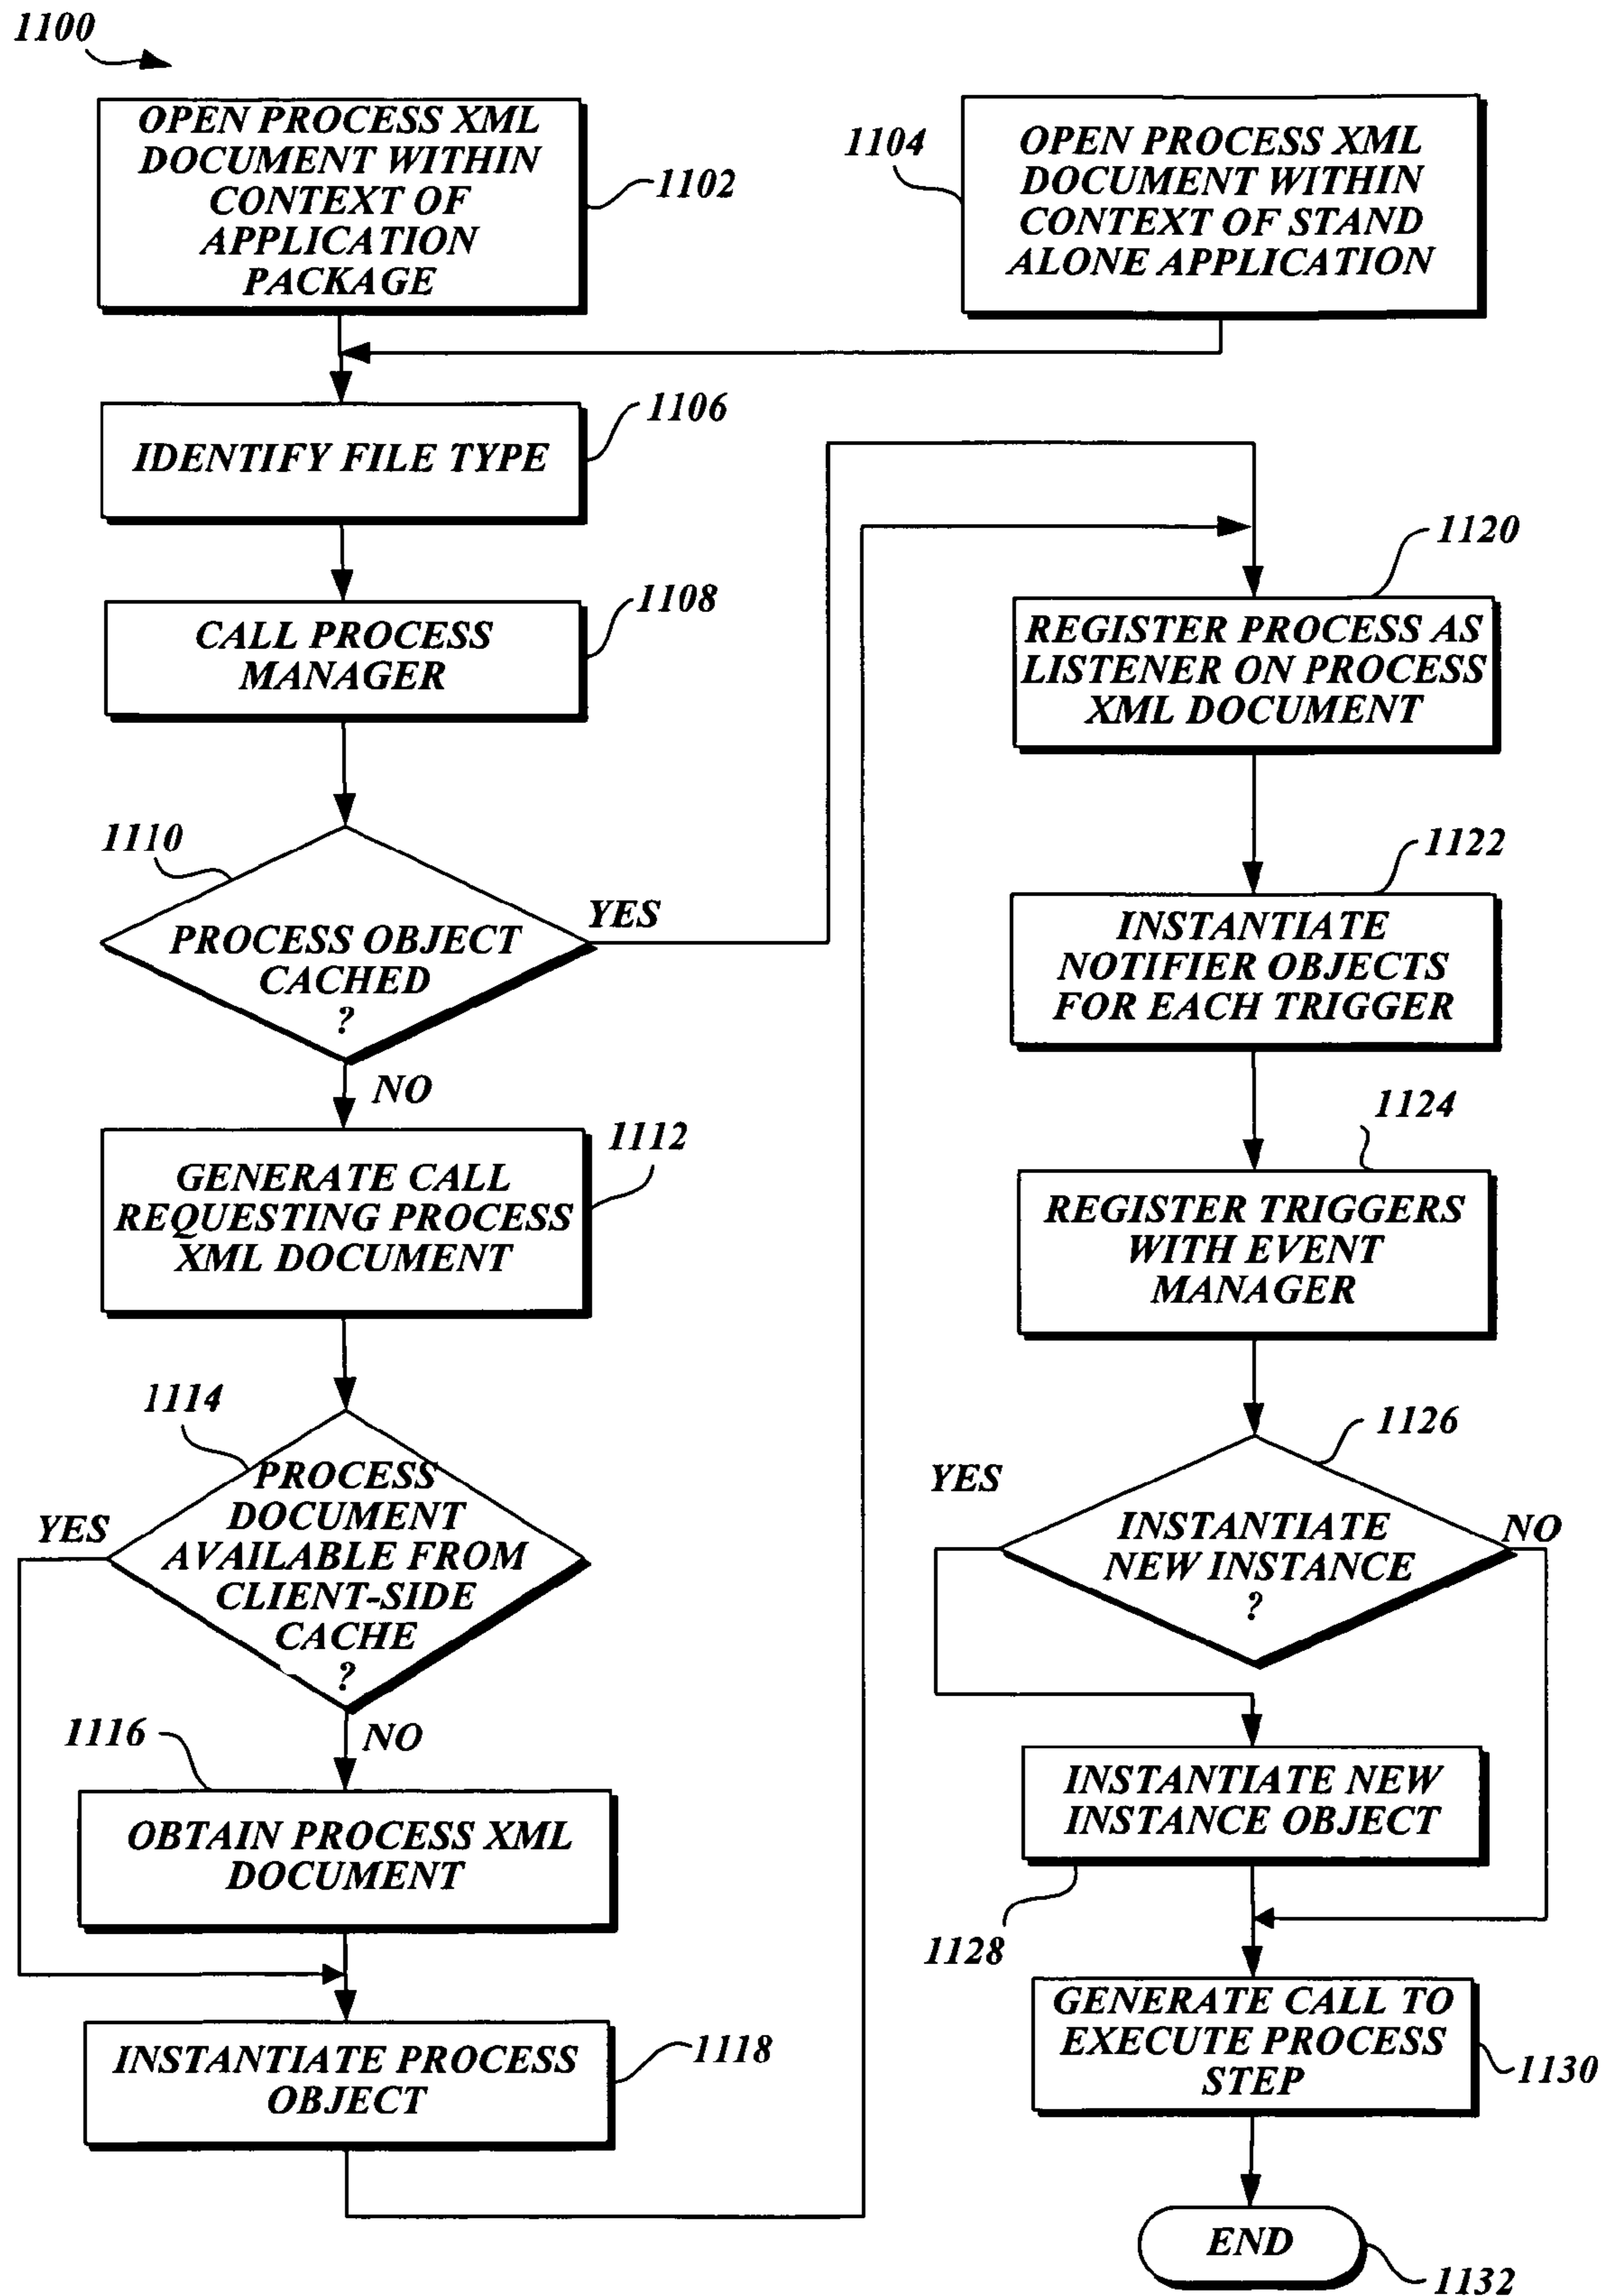 1100
OPEN PROCESS XML
DOCUMENT WITHIN
CONTEXT OF
APPLICATION
PACKAGE
1102
1104
OPEN PROCESS XML
DOCUMENT WITHIN
CONTEXT OF STAND
ALONE APPLICATION
IDENTIFY FILE TYPE
1106
CALL PROCESS
MANAGER
1108
1110
PROCESS OBJECT
CACHED
?
YES
NO
GENERATE CALL
REQUESTING PROCESS
XML DOCUMENT
1112
1114
PROCESS
DOCUMENT
AVAILABLE FROM
CLIENT-SIDE
CACHE
?
YES
NO
1116
OBTAIN PROCESS XML
DOCUMENT
INSTANTIATE PROCESS
OBJECT
1118
1120
REGISTER PROCESS AS
LISTENER ON PROCESS
XML DOCUMENT
1122
INSTANTIATE
NOTIFIER OBJECTS
FOR EACH TRIGGER
1124
REGISTER TRIGGERS
WITH EVENT
MANAGER
1126
YES
INSTANTIATE
NEW INSTANCE
?
NO
INSTANTIATE NEW
INSTANCE OBJECT
1128
GENERATE CALL TO
EXECUTE PROCESS
STEP
1130
END
1132